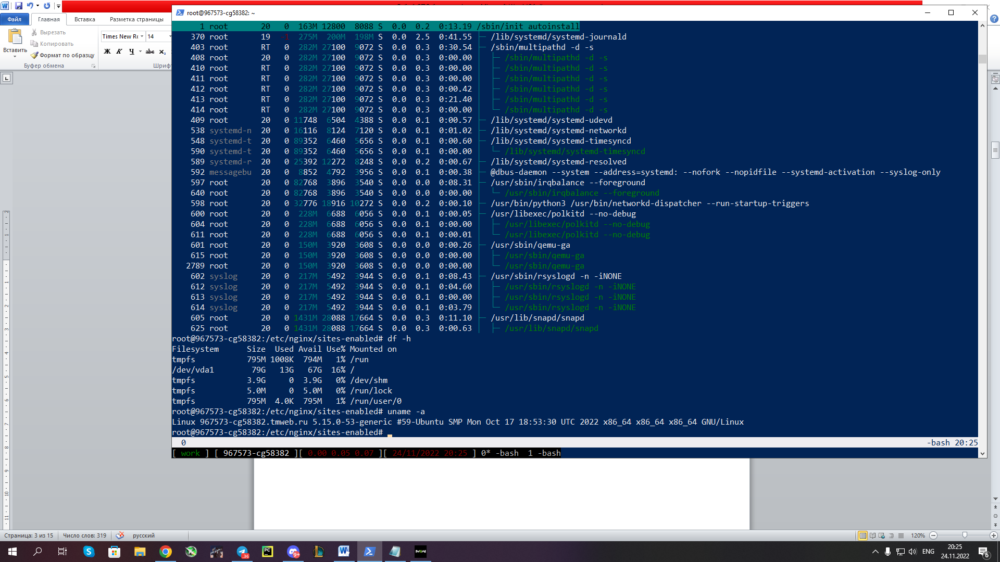 root@967573-cg58382: ~
Файл Главная Вставка Разметка страницы
Вставить
Вырезать
Копировать
Формат по образцу
Буфер обмена
Times New Ro 14
Ж К Ч abc x₂
Шрифт
1 root 20 0 163M 12800 8088 S 0.0 0.2 0:13.19 /sbin/init autoinstall
370 root 19 -1 275M 200M 198M S 0.0 2.5 0:41.55 ├─ /lib/systemd/systemd-journald
403 root RT 0 282M 27100 9072 S 0.0 0.3 0:30.54 ├─ /sbin/multipathd -d -s
408 root 20 0 282M 27100 9072 S 0.0 0.3 0:00.00 │ ├─ /sbin/multipathd -d -s
410 root RT 0 282M 27100 9072 S 0.0 0.3 0:00.00 │ ├─ /sbin/multipathd -d -s
411 root RT 0 282M 27100 9072 S 0.0 0.3 0:00.00 │ ├─ /sbin/multipathd -d -s
412 root RT 0 282M 27100 9072 S 0.0 0.3 0:00.42 │ ├─ /sbin/multipathd -d -s
413 root RT 0 282M 27100 9072 S 0.0 0.3 0:21.40 │ ├─ /sbin/multipathd -d -s
414 root RT 0 282M 27100 9072 S 0.0 0.3 0:00.00 │ └─ /sbin/multipathd -d -s
409 root 20 0 11748 6504 4388 S 0.0 0.1 0:00.57 ├─ /lib/systemd/systemd-udevd
538 systemd-n 20 0 16116 8124 7120 S 0.0 0.1 0:01.02 ├─ /lib/systemd/systemd-networkd
548 systemd-t 20 0 89352 6460 5656 S 0.0 0.1 0:00.60 ├─ /lib/systemd/systemd-timesyncd
590 systemd-t 20 0 89352 6460 5656 S 0.0 0.1 0:00.00 │ └─ /lib/systemd/systemd-timesyncd
589 systemd-r 20 0 25392 12272 8248 S 0.0 0.2 0:00.67 ├─ /lib/systemd/systemd-resolved
592 messagebu 20 0 8852 4792 3956 S 0.0 0.1 0:00.38 ├─ @dbus-daemon --system --address=systemd: --nofork --nopidfile --systemd-activation --syslog-only
597 root 20 0 82768 3896 3540 S 0.0 0.0 0:08.31 ├─ /usr/sbin/irqbalance --foreground
640 root 20 0 82768 3896 3540 S 0.0 0.0 0:00.00 │ └─ /usr/sbin/irqbalance --foreground
598 root 20 0 32776 18916 10272 S 0.0 0.2 0:00.10 ├─ /usr/bin/python3 /usr/bin/networkd-dispatcher --run-startup-triggers
600 root 20 0 228M 6688 6056 S 0.0 0.1 0:00.05 ├─ /usr/libexec/polkitd --no-debug
604 root 20 0 228M 6688 6056 S 0.0 0.1 0:00.00 │ ├─ /usr/libexec/polkitd --no-debug
611 root 20 0 228M 6688 6056 S 0.0 0.1 0:00.01 │ └─ /usr/libexec/polkitd --no-debug
601 root 20 0 150M 3920 3608 S 0.0 0.0 0:00.26 ├─ /usr/sbin/qemu-ga
615 root 20 0 150M 3920 3608 S 0.0 0.0 0:00.00 │ ├─ /usr/sbin/qemu-ga
2789 root 20 0 150M 3920 3608 S 0.0 0.0 0:00.00 │ └─ /usr/sbin/qemu-ga
602 syslog 20 0 217M 5492 3944 S 0.0 0.1 0:08.43 ├─ /usr/sbin/rsyslogd -n -iNONE
612 syslog 20 0 217M 5492 3944 S 0.0 0.1 0:04.60 │ ├─ /usr/sbin/rsyslogd -n -iNONE
613 syslog 20 0 217M 5492 3944 S 0.0 0.1 0:00.00 │ ├─ /usr/sbin/rsyslogd -n -iNONE
614 syslog 20 0 217M 5492 3944 S 0.0 0.1 0:03.79 │ └─ /usr/sbin/rsyslogd -n -iNONE
605 root 20 0 1431M 28088 17664 S 0.0 0.3 0:11.10 ├─ /usr/lib/snapd/snapd
625 root 20 0 1431M 28088 17664 S 0.0 0.3 0:00.63 │ ├─ /usr/lib/snapd/snapd
root@967573-cg58382:/etc/nginx/sites-enabled# df -h
Filesystem Size Used Avail Use% Mounted on
tmpfs 795M 1008K 794M 1% /run
/dev/vda1 79G 13G 67G 16% /
tmpfs 3.9G 0 3.9G 0% /dev/shm
tmpfs 5.0M 0 5.0M 0% /run/lock
tmpfs 795M 4.0K 795M 1% /run/user/0
root@967573-cg58382:/etc/nginx/sites-enabled# uname -a
Linux 967573-cg58382.tmweb.ru 5.15.0-53-generic #59-Ubuntu SMP Mon Oct 17 18:53:30 UTC 2022 x86_64 x86_64 x86_64 GNU/Linux
root@967573-cg58382:/etc/nginx/sites-enabled#
0 -bash 20:25
[ work ] [ 967573-cg58382 ][ 0.00 0.05 0.07 ][ 24/11/2022 20:25 ] 0* -bash 1 -bash
Страница: 3 из 15 Число слов: 319 русский 120%
ENG
20:25
24.11.2022
6